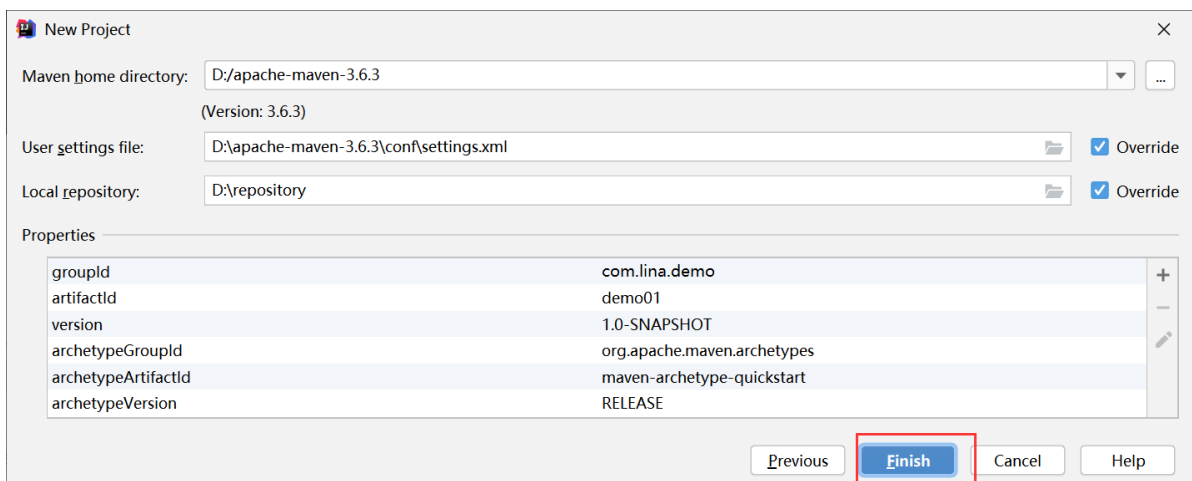 New Project
Maven home directory: D:/apache-maven-3.6.3 ...
(Version: 3.6.3)
User settings file: D:\apache-maven-3.6.3\conf\settings.xml Override
Local repository: D:\repository Override
Properties
groupId com.lina.demo
artifactId demo01
version 1.0-SNAPSHOT
archetypeGroupId org.apache.maven.archetypes
archetypeArtifactId maven-archetype-quickstart
archetypeVersion RELEASE
Previous Finish Cancel Help